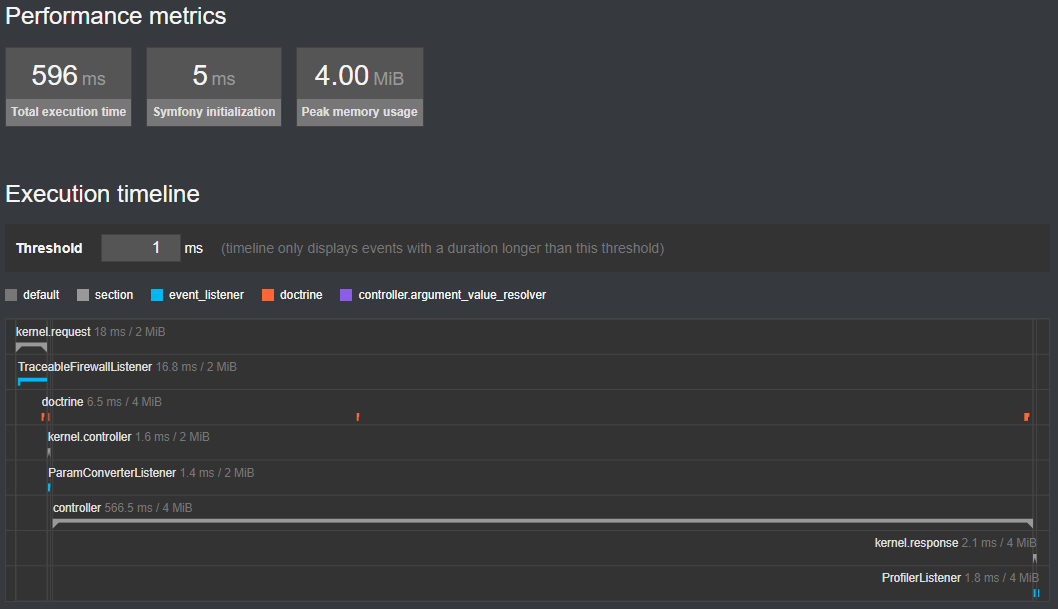 Performance metrics
596 ms
Total execution time
5 ms
Symfony initialization
4.00 MiB
Peak memory usage
Execution timeline
Threshold 1 ms (timeline only displays events with a duration longer than this threshold)
default section event_listener doctrine controller.argument_value_resolver
kernel.request 18 ms / 2 MiB
TraceableFirewallListener 16.8 ms / 2 MiB
doctrine 6.5 ms / 4 MiB
kernel.controller 1.6 ms / 2 MiB
ParamConverterListener 1.4 ms / 2 MiB
controller 566.5 ms / 4 MiB
kernel.response 2.1 ms / 4 MiB
ProfilerListener 1.8 ms / 4 MiB